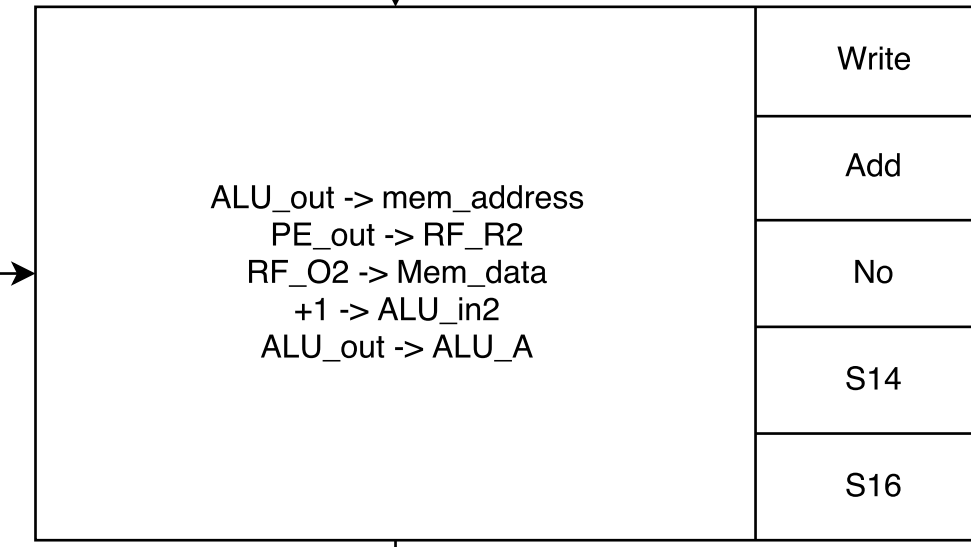 ALU_out -> mem_address
PE_out -> RF_R2
RF_O2 -> Mem_data
+1 -> ALU_in2
ALU_out -> ALU_A
Write
Add
No
S14
S16